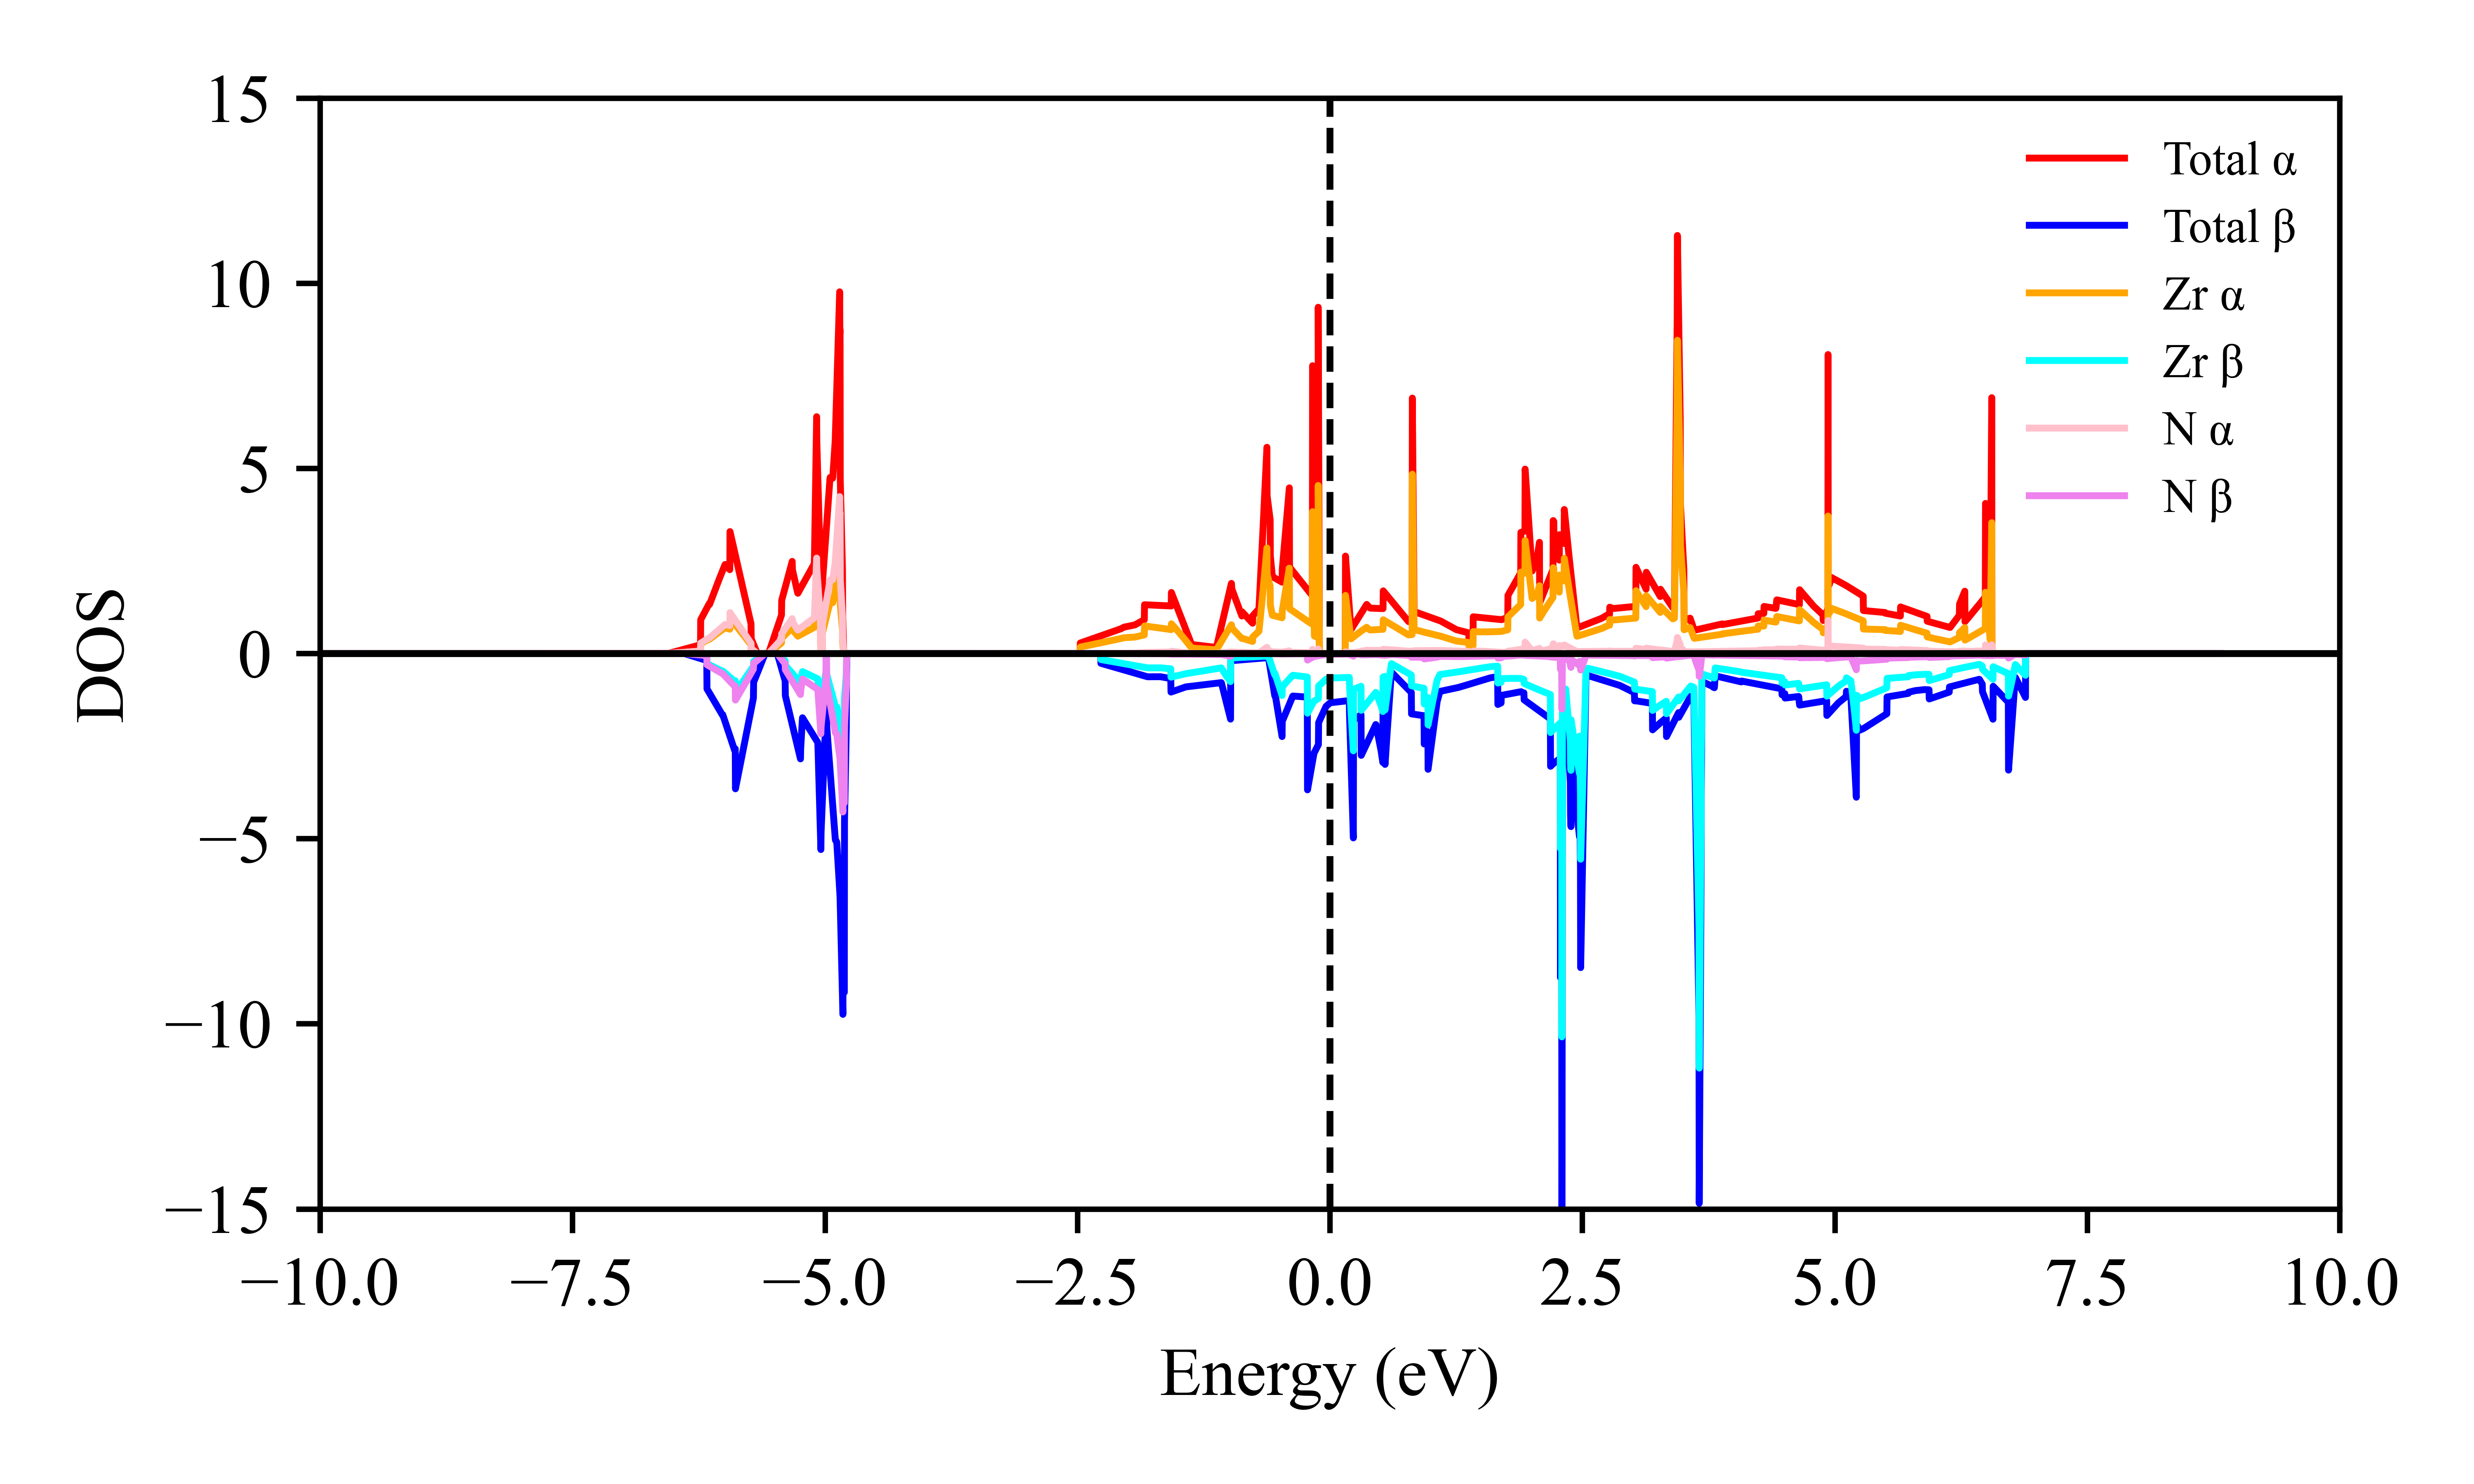 15
10
5
0
−5
−10
−15
DOS
Total α
Total β
Zr α
Zr β
N α
N β
−10.0 −7.5 −5.0 −2.5 0.0 2.5 5.0 7.5 10.0
Energy (eV)